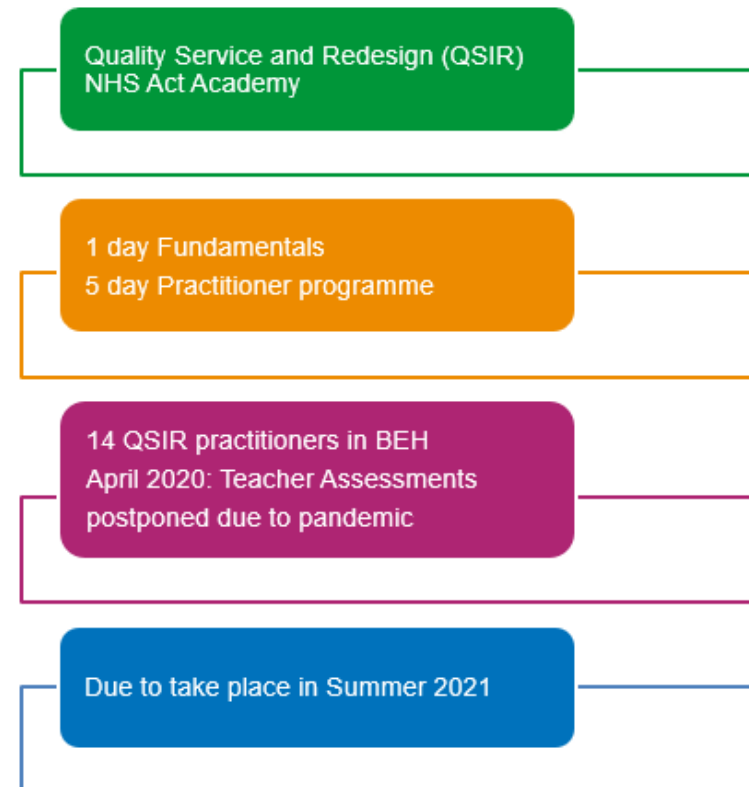 Quality Service and Redesign (QSIR)
NHS Act Academy
1 day Fundamentals
5 day Practitioner programme
14 QSIR practitioners in BEH
April 2020: Teacher Assessments
postponed due to pandemic
Due to take place in Summer 2021